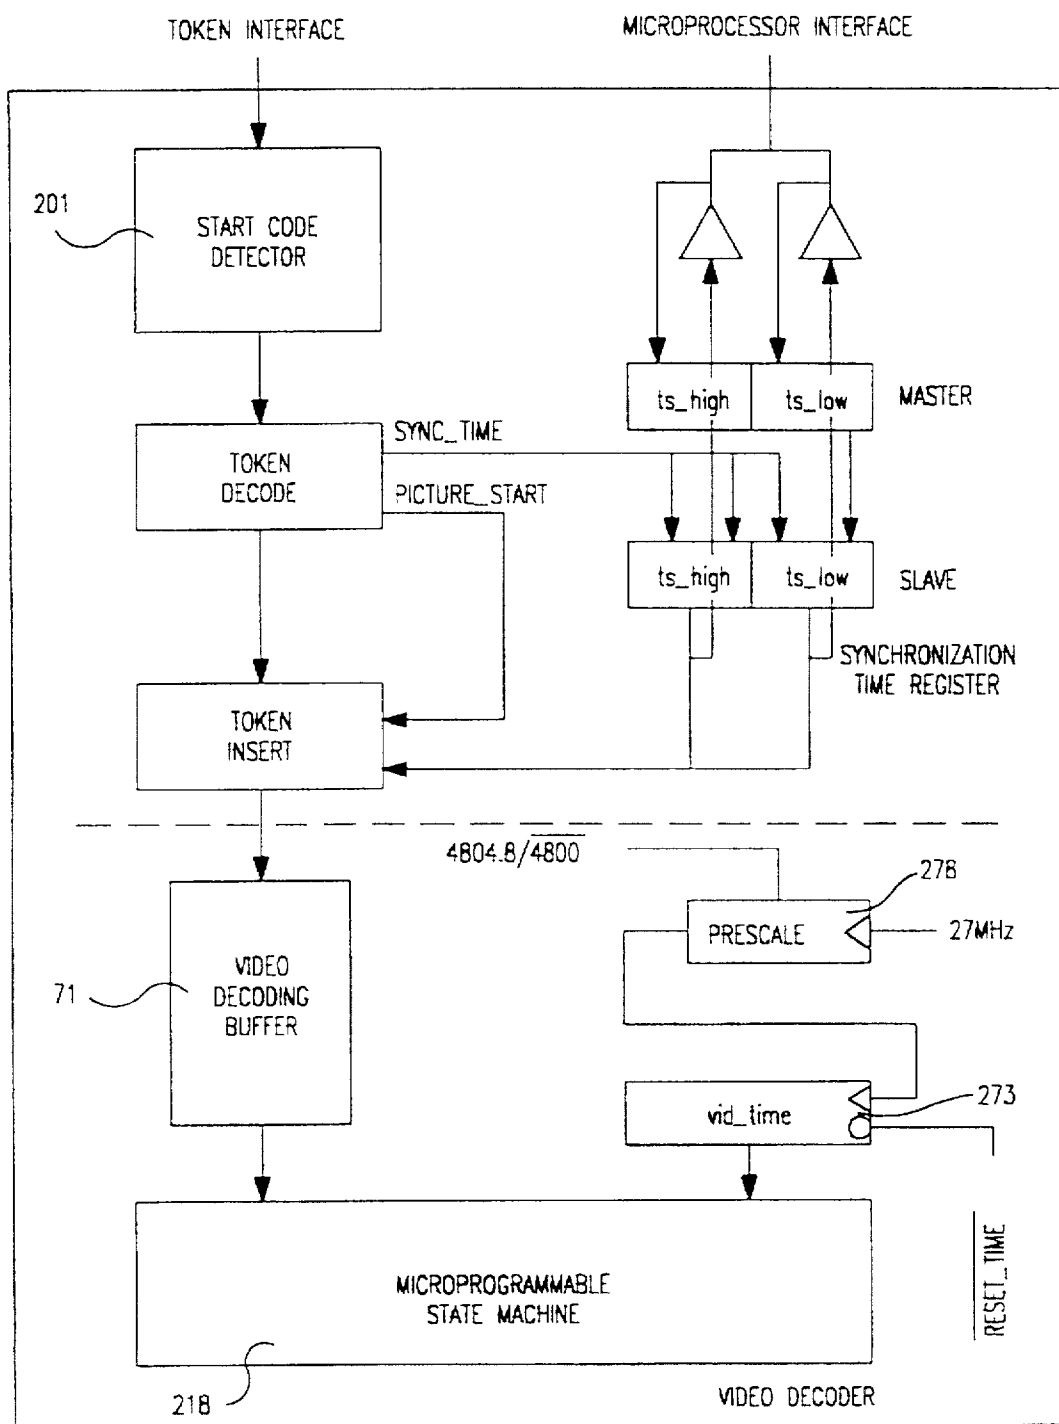 TOKEN INTERFACE
MICROPROCESSOR INTERFACE
201
START CODE
DETECTOR
ts_high
ts_low
MASTER
SYNC_TIME
TOKEN
DECODE
PICTURE_START
ts_high
ts_low
SLAVE
SYNCHRONIZATION
TIME REGISTER
TOKEN
INSERT
4804.8/4800
278
PRESCALE
27MHz
71
VIDEO
DECODING
BUFFER
vid_time
273
RESET_TIME
MICROPROGRAMMABLE
STATE MACHINE
218
VIDEO DECODER